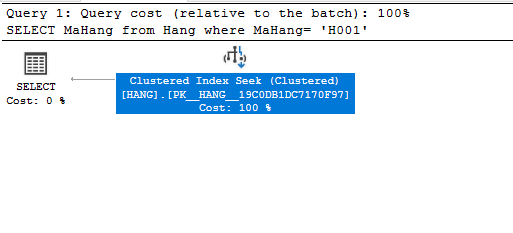 Query 1: Query cost (relative to the batch): 100%
SELECT MaHang from Hang where MaHang= 'H001'
Clustered Index Seek (Clustered)
[HANG].[PK__HANG__19C0DB1DC7170F97]
Cost: 100 %
SELECT
Cost: 0 %